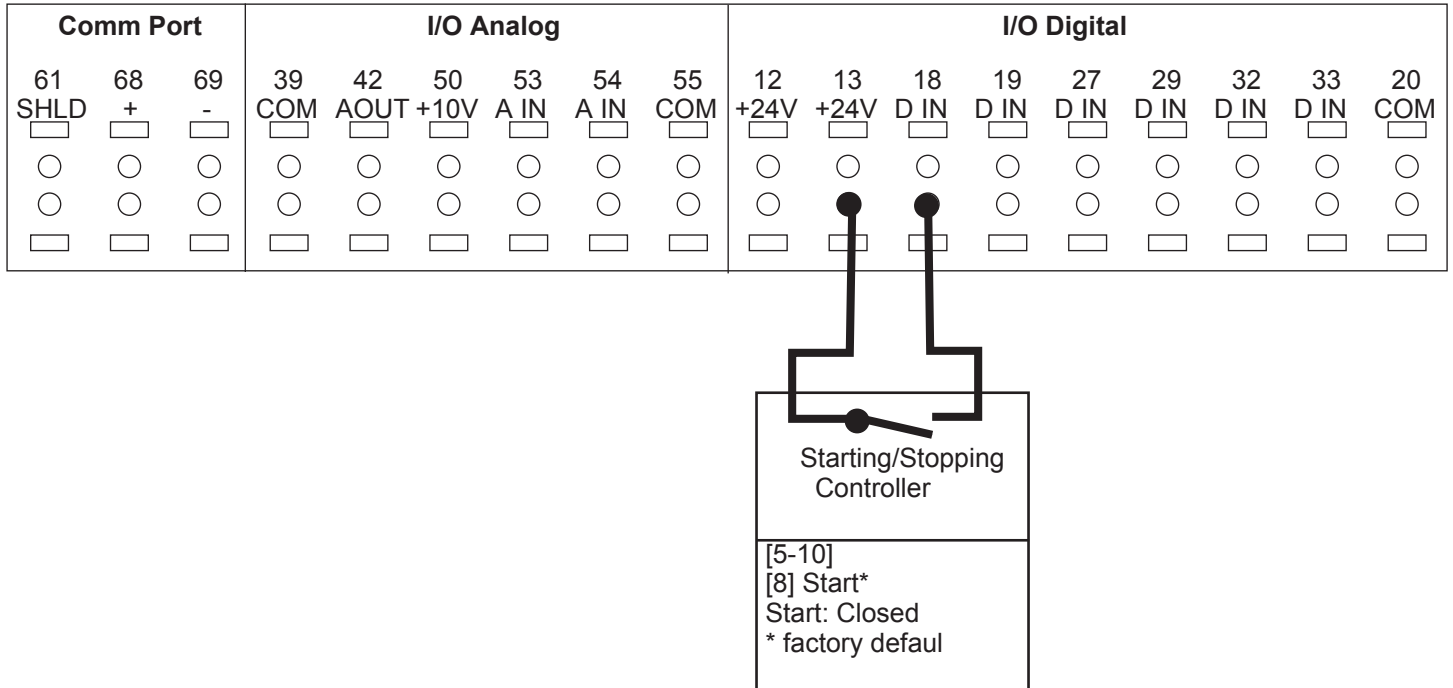 Comm Port I/O Analog I/O Digital
61 68 69 39 42 50 53 54 55 12 13 18 19 27 29 32 33 20
SHLD + - COM AOUT +10V A IN A IN COM +24V +24V D IN D IN D IN D IN D IN D IN COM
Starting/Stopping
Controller
[5-10]
[8] Start*
Start: Closed
* factory defaul